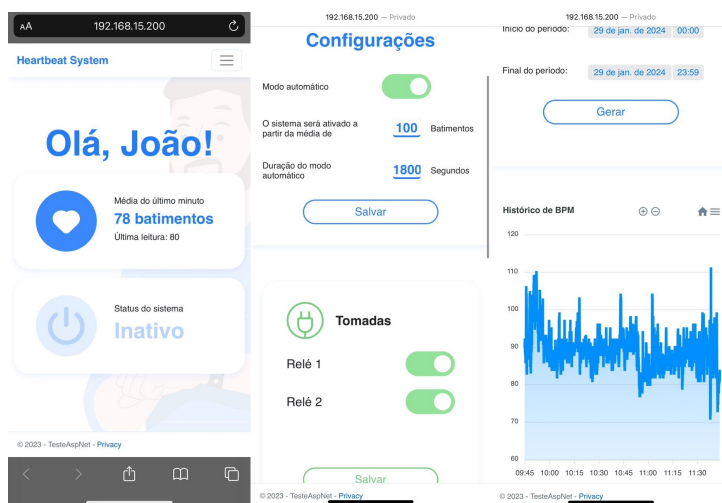 AA
192.168.15.200
Heartbeat System
Olá, João!
Média do último minuto
78 batimentos
Última leitura: 80
Status do sistema
Inativo
© 2023 - TesteAspNet - Privacy
192.168.15.200 — Privado
Configurações
Modo automático
O sistema será ativado a
partir da média de
100 Batimentos
Duração do modo
automático
1800 Segundos
Salvar
Tomadas
Relé 1
Relé 2
Salvar
© 2023 - TesteAspNet - Privacy
192.168.15.200 — Privado
Início do período: 29 de jan. de 2024 00:00
Final do período: 29 de jan. de 2024 23:59
Gerar
Histórico de BPM
120
110
100
90
80
70
60
09:45 10:00 10:15 10:30 10:45 11:00 11:15 11:30
© 2023 - TesteAspNet - Privacy